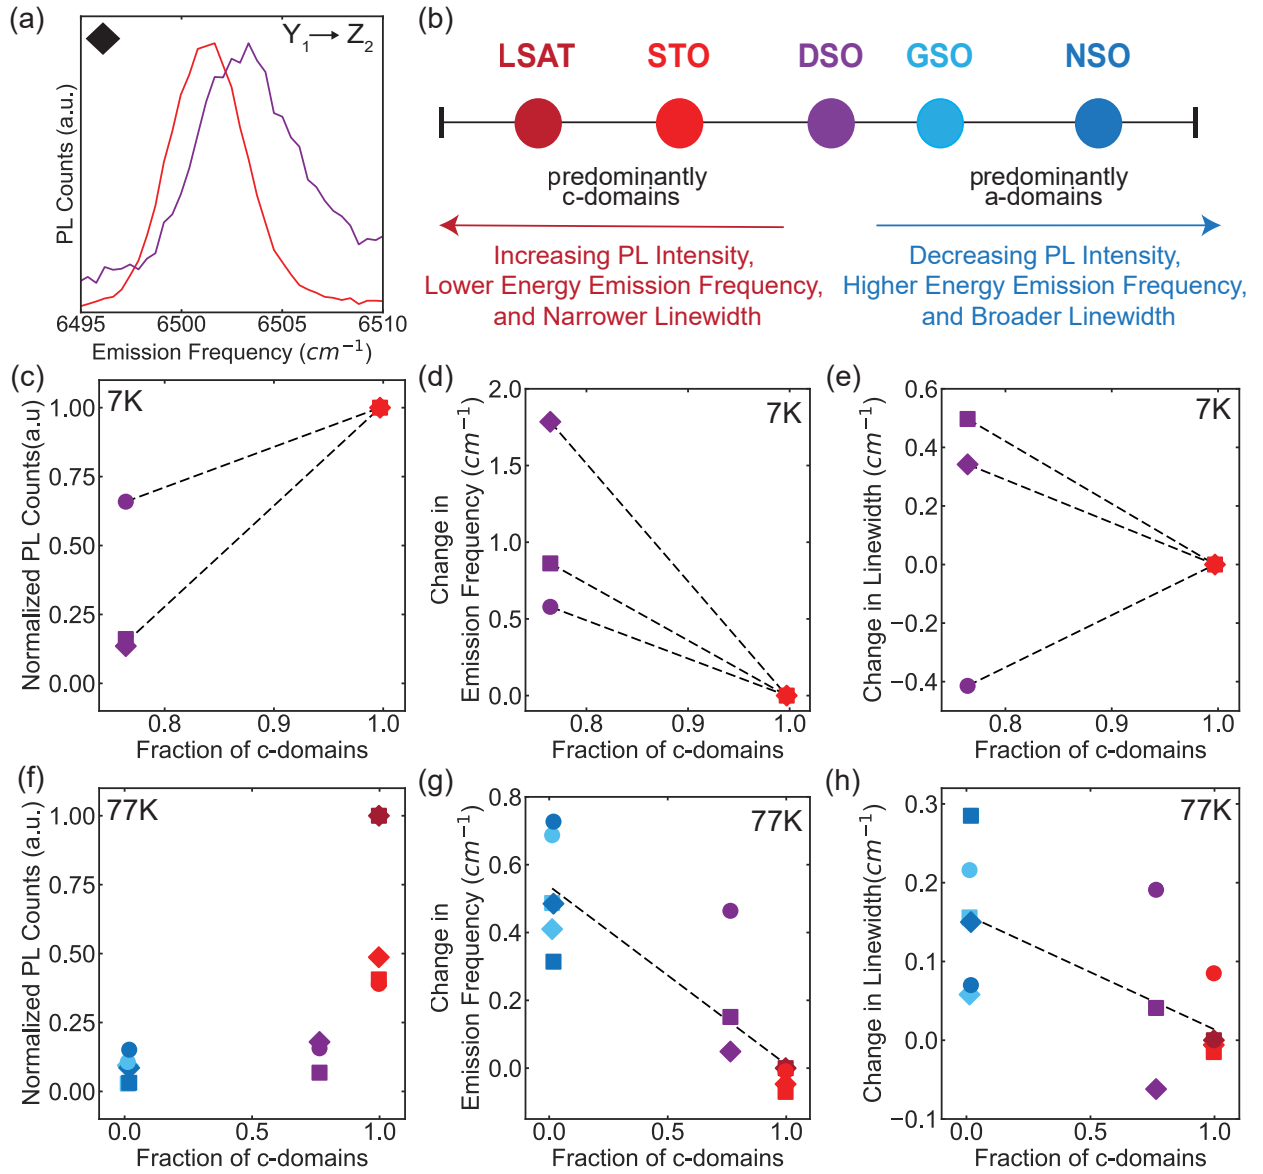 (a)
Y₁→Z₂
PL Counts (a.u.)
6495 6500 6505 6510
Emission Frequency (cm⁻¹)
(b)
LSAT STO DSO GSO NSO
predominantly
c-domains
predominantly
a-domains
Increasing PL Intensity,
Lower Energy Emission Frequency,
and Narrower Linewidth
Decreasing PL Intensity,
Higher Energy Emission Frequency,
and Broader Linewidth
(c)
7K
Normalized PL Counts(a.u)
1.00
0.75
0.50
0.25
0.00
0.8 0.9 1.0
Fraction of c-domains
(d)
7K
Change in
Emission Frequency (cm⁻¹)
2.0
1.5
1.0
0.5
0.0
0.8 0.9 1.0
Fraction of c-domains
(e)
7K
Change in Linewidth (cm⁻¹)
0.6
0.4
0.2
0.0
−0.2
−0.4
0.8 0.9 1.0
Fraction of c-domains
(f)
77K
Normalized PL Counts (a.u.)
1.00
0.75
0.50
0.25
0.00
0.0 0.5 1.0
Fraction of c-domains
(g)
77K
Change in
Emission Frequency (cm⁻¹)
0.8
0.6
0.4
0.2
0.0
0.0 0.5 1.0
Fraction of c-domains
(h)
77K
Change in Linewidth(cm⁻¹)
0.3
0.2
0.1
0.0
−0.1
0.0 0.5 1.0
Fraction of c-domains